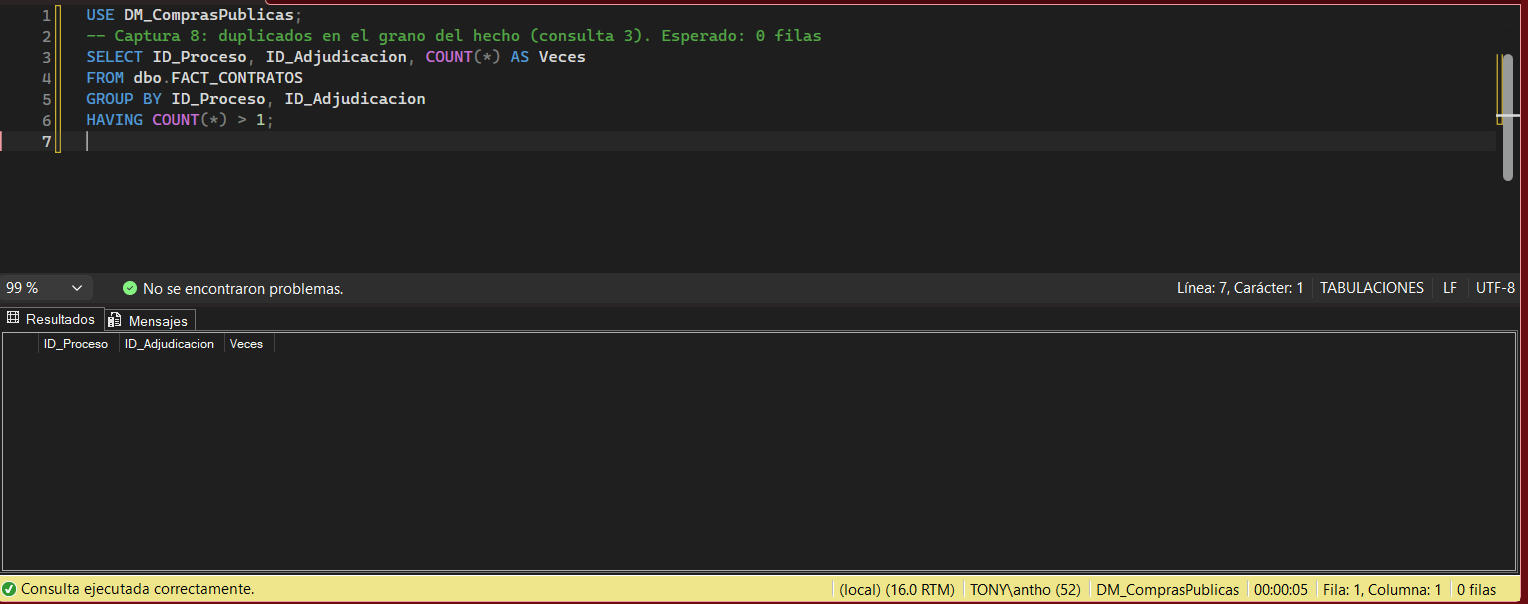 1 USE DM_ComprasPublicas;
2 -- Captura 8: duplicados en el grano del hecho (consulta 3). Esperado: 0 filas
3 SELECT ID_Proceso, ID_Adjudicacion, COUNT(*) AS Veces
4 FROM dbo.FACT_CONTRATOS
5 GROUP BY ID_Proceso, ID_Adjudicacion
6 HAVING COUNT(*) > 1;
7
99 % No se encontraron problemas. Línea: 7, Carácter: 1 TABULACIONES LF UTF-8
Resultados Mensajes
ID_Proceso ID_Adjudicacion Veces
Consulta ejecutada correctamente. (local) (16.0 RTM) TONY\antho (52) DM_ComprasPublicas 00:00:05 Fila: 1, Columna: 1 0 filas